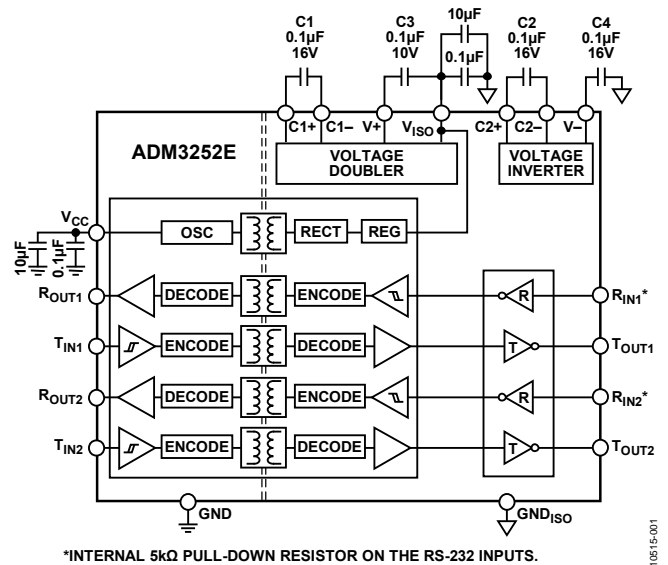 10µF
C1
0.1µF
16V
C3
0.1µF
10V
0.1µF
C2
0.1µF
16V
C4
0.1µF
16V
C1+ C1– V+ VISO C2+ C2– V–
ADM3252E
VOLTAGE
DOUBLER
VOLTAGE
INVERTER
VCC
10µF
0.1µF
OSC RECT REG
ROUT1 DECODE ENCODE R RIN1*
TIN1 ENCODE DECODE T TOUT1
ROUT2 DECODE ENCODE R RIN2*
TIN2 ENCODE DECODE T TOUT2
GND GNDISO
*INTERNAL 5kΩ PULL-DOWN RESISTOR ON THE RS-232 INPUTS.
10515-001